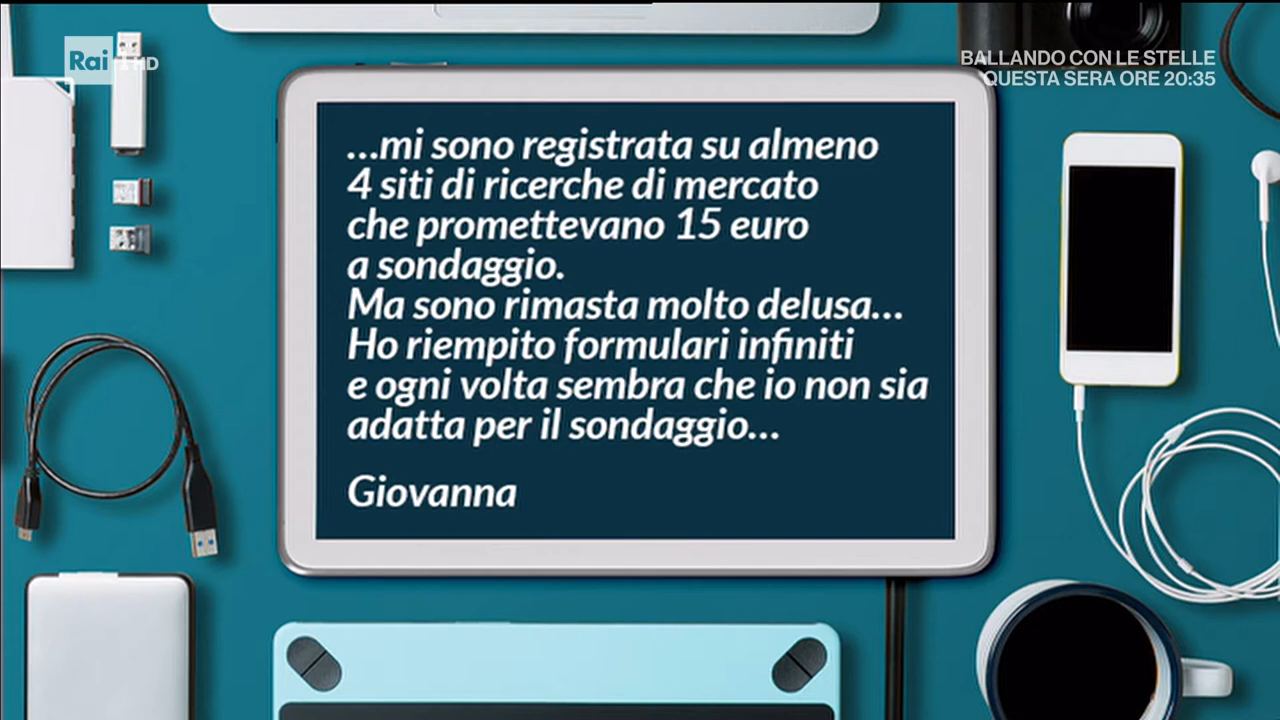 Rai 1 HD
BALLANDO CON LE STELLE
QUESTA SERA ORE 20:35
...mi sono registrata su almeno
4 siti di ricerche di mercato
che promettevano 15 euro
a sondaggio.
Ma sono rimasta molto delusa...
Ho riempito formulari infiniti
e ogni volta sembra che io non sia
adatta per il sondaggio...
Giovanna